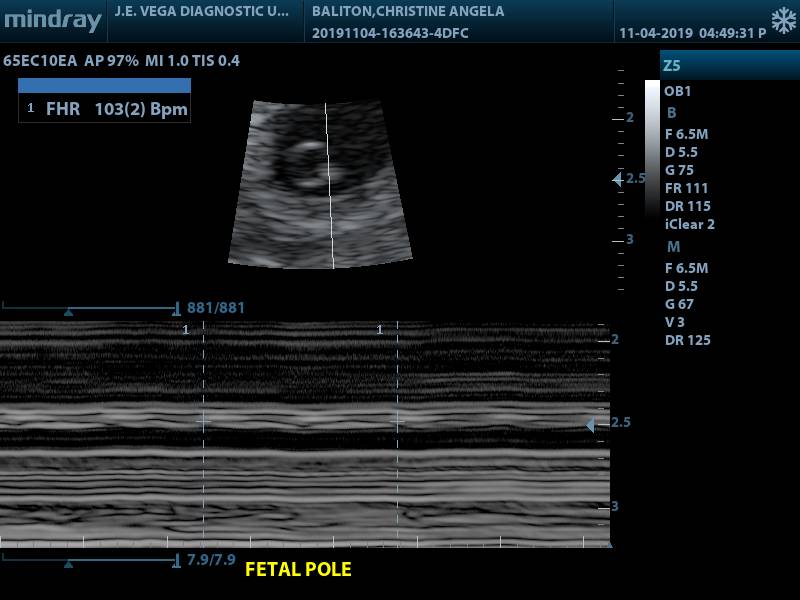 mindray
J.E. VEGA DIAGNOSTIC U...
BALITON,CHRISTINE ANGELA
20191104-163643-4DFC
11-04-2019 04:49:31 P
65EC10EA AP 97% MI 1.0 TIS 0.4
1 FHR 103(2) Bpm
Z5
OB1
B
F 6.5M
D 5.5
G 75
FR 111
DR 115
iClear 2
M
F 6.5M
D 5.5
G 67
V 3
DR 125
2
2.5
3
881/881
1 1
2
2.5
3
7.9/7.9
FETAL POLE